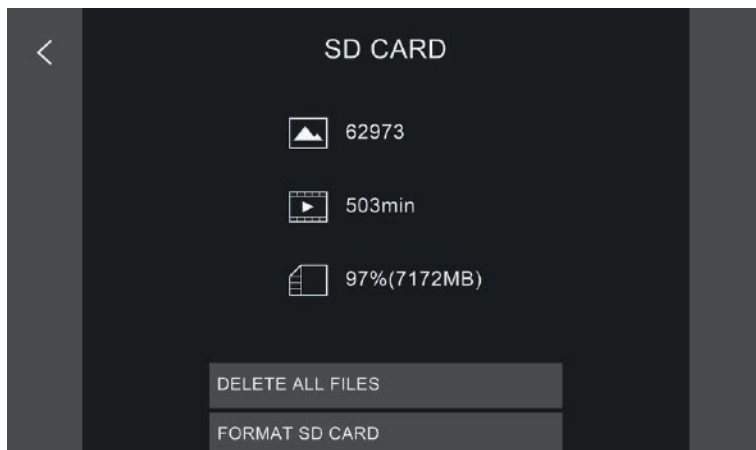 SD CARD
62973
503min
97%(7172MB)
DELETE ALL FILES
FORMAT SD CARD